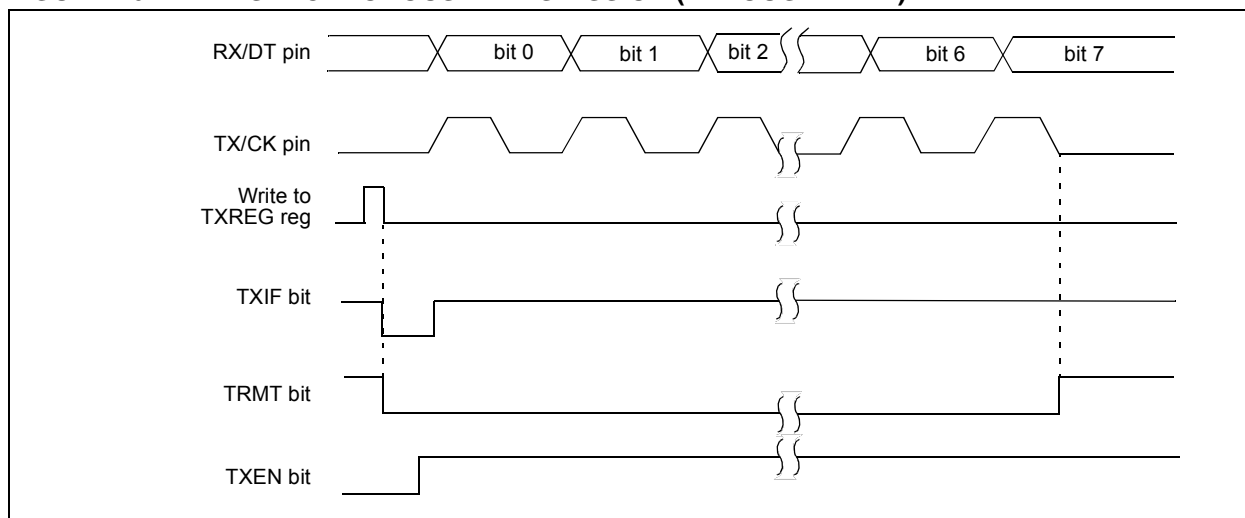 RX/DT pin
bit 0
bit 1
bit 2
bit 6
bit 7
TX/CK pin
Write to
TXREG reg
TXIF bit
TRMT bit
TXEN bit